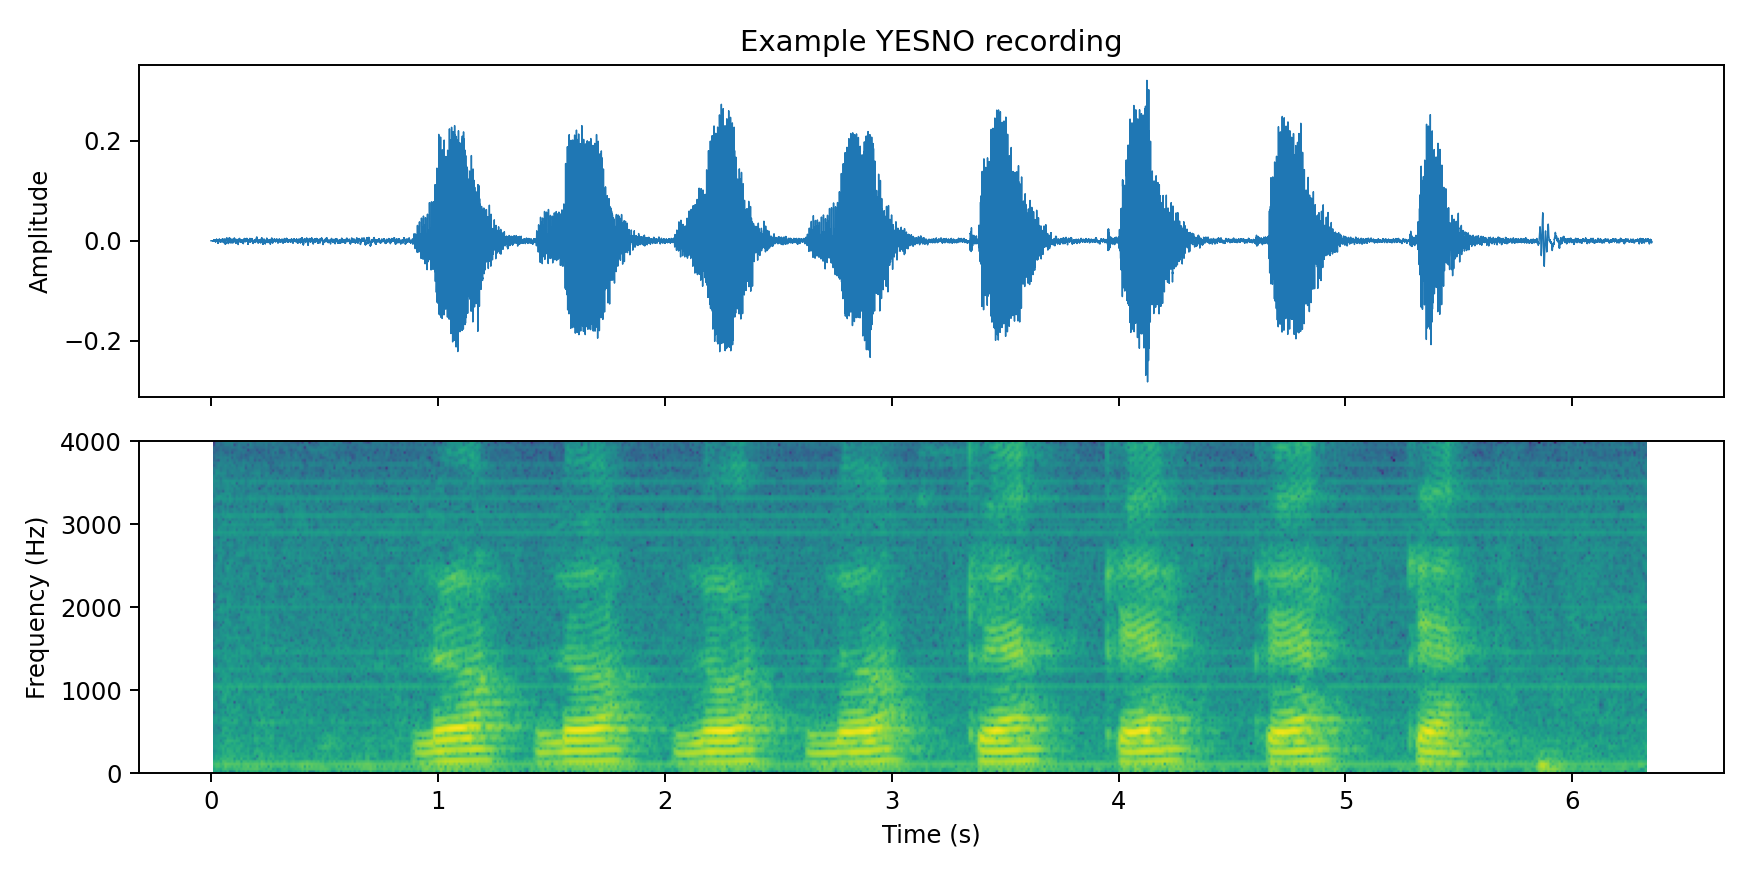 Example YESNO recording
Amplitude
0.2
0.0
−0.2
Frequency (Hz)
4000
3000
2000
1000
0
0 1 2 3 4 5 6
Time (s)